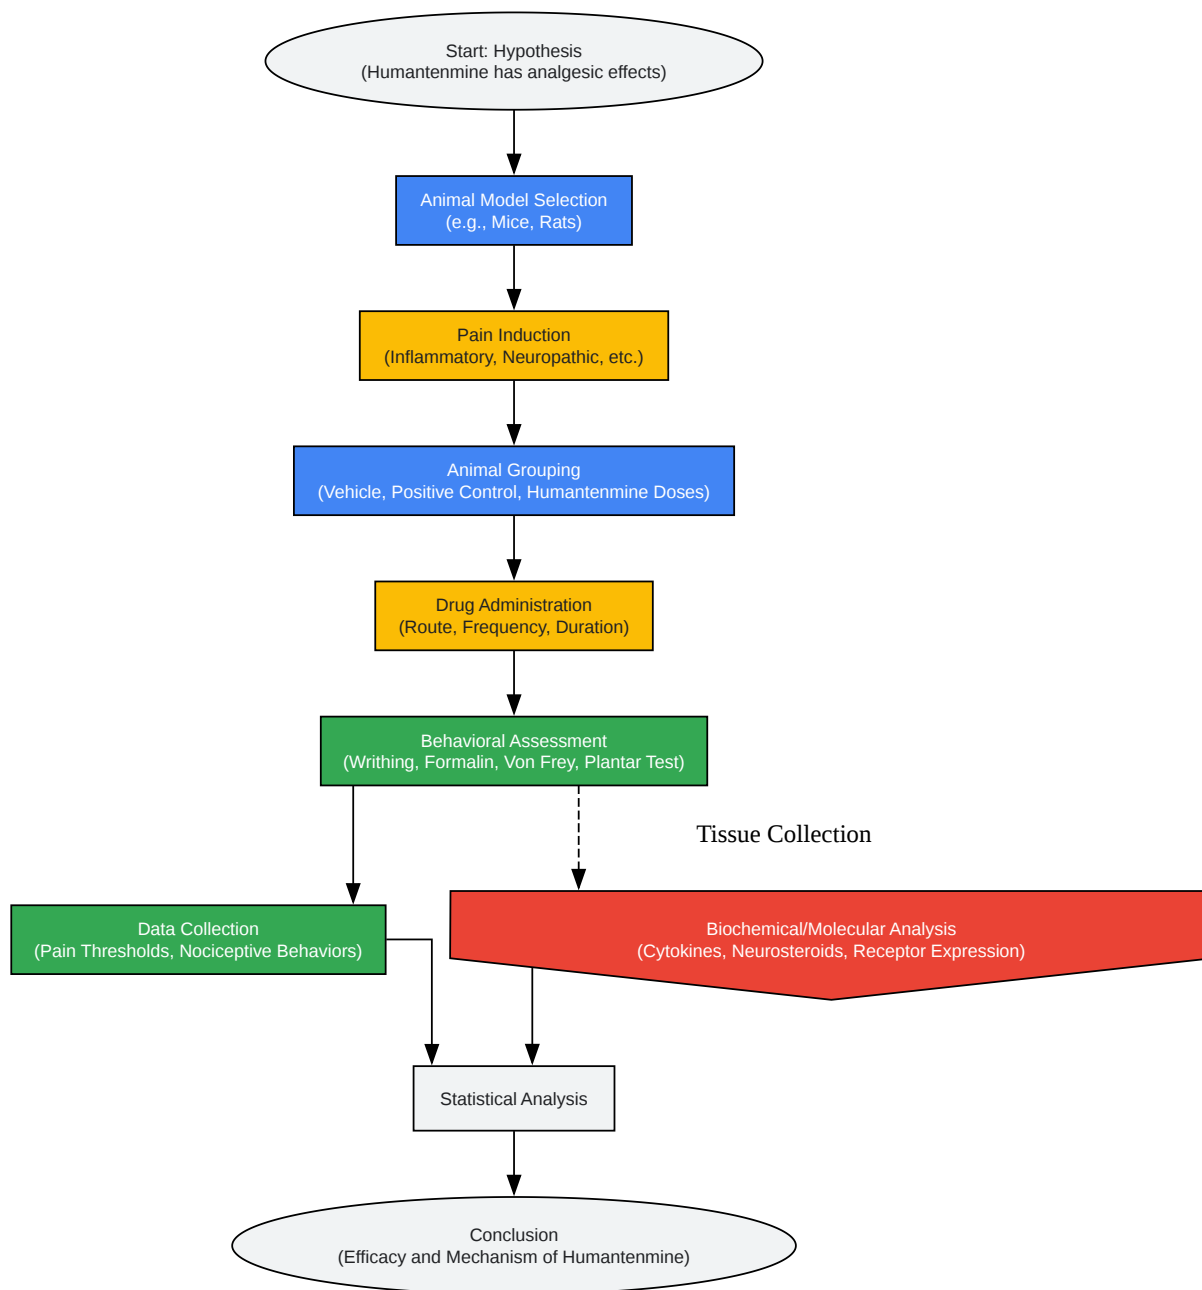 Start: Hypothesis
(Humantenmine has analgesic effects)
Animal Model Selection
(e.g., Mice, Rats)
Pain Induction
(Inflammatory, Neuropathic, etc.)
Animal Grouping
(Vehicle, Positive Control, Humantenmine Doses)
Drug Administration
(Route, Frequency, Duration)
Behavioral Assessment
(Writhing, Formalin, Von Frey, Plantar Test)
Tissue Collection
Data Collection
(Pain Thresholds, Nociceptive Behaviors)
Biochemical/Molecular Analysis
(Cytokines, Neurosteroids, Receptor Expression)
Statistical Analysis
Conclusion
(Efficacy and Mechanism of Humantenmine)